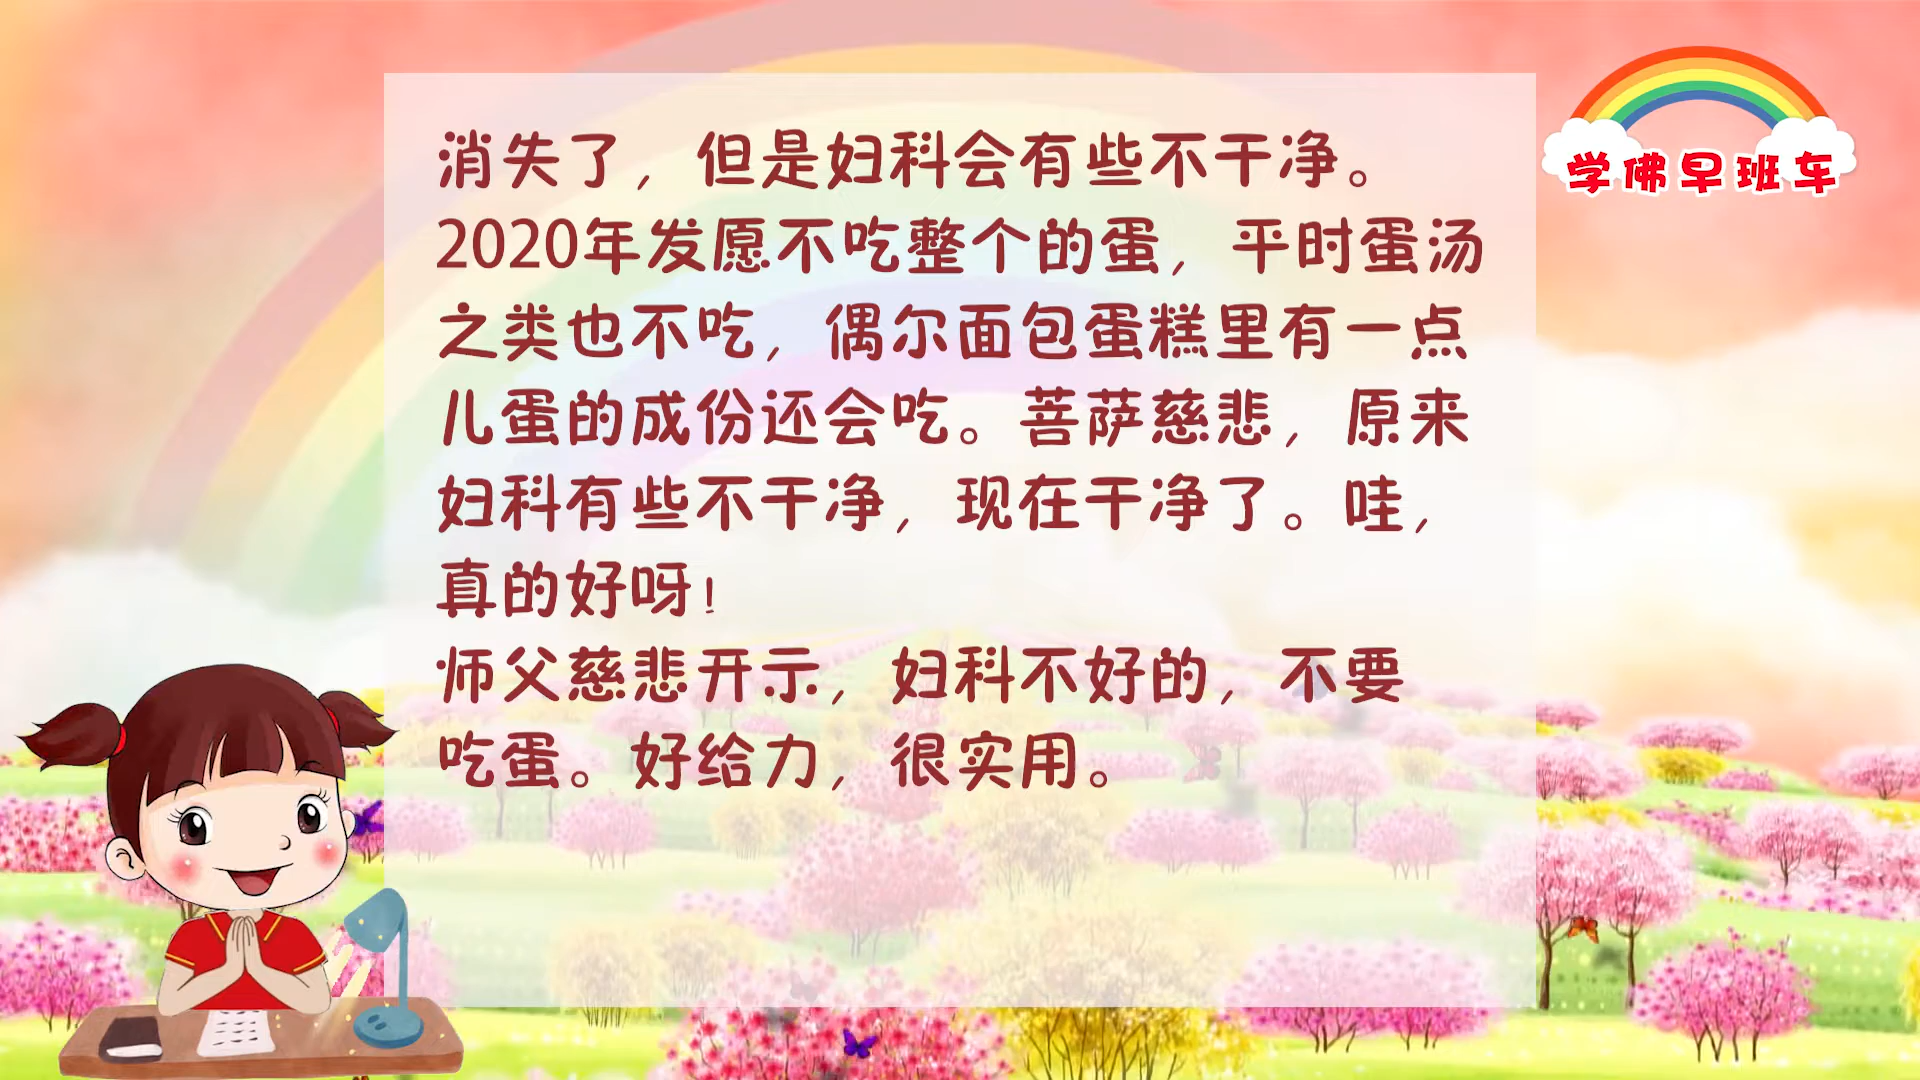 消失了，但是妇科会有些不干净。
2020年发愿不吃整个的蛋，平时蛋汤
之类也不吃，偶尔面包蛋糕里有一点
儿蛋的成份还会吃。菩萨慈悲，原来
妇科有些不干净，现在干净了。哇，
真的好呀！
师父慈悲开示，妇科不好的，不要
吃蛋。好给力，很实用。
学佛早班车